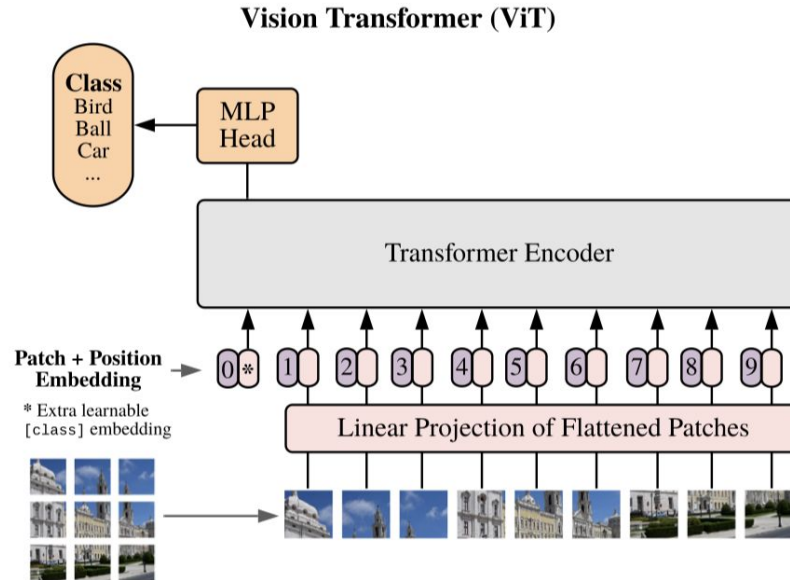 Vision Transformer (ViT)
Class
Bird
Ball
Car
...
MLP
Head
Transformer Encoder
Patch + Position
Embedding
0 * 1 2 3 4 5 6 7 8 9
* Extra learnable
[class] embedding
Linear Projection of Flattened Patches